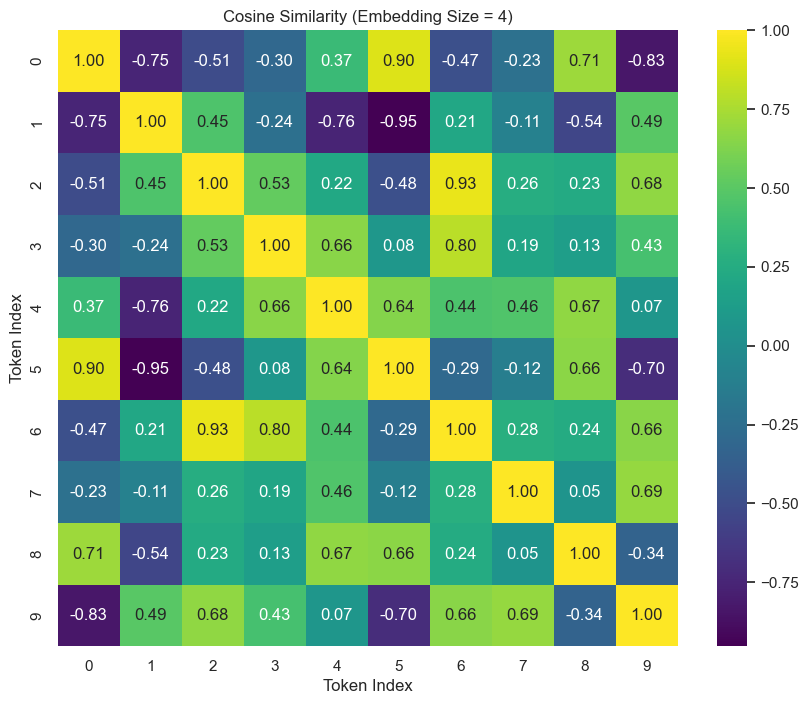 Cosine Similarity (Embedding Size = 4)
0 1.00 -0.75 -0.51 -0.30 0.37 0.90 -0.47 -0.23 0.71 -0.83
1 -0.75 1.00 0.45 -0.24 -0.76 -0.95 0.21 -0.11 -0.54 0.49
2 -0.51 0.45 1.00 0.53 0.22 -0.48 0.93 0.26 0.23 0.68
3 -0.30 -0.24 0.53 1.00 0.66 0.08 0.80 0.19 0.13 0.43
4 0.37 -0.76 0.22 0.66 1.00 0.64 0.44 0.46 0.67 0.07
5 0.90 -0.95 -0.48 0.08 0.64 1.00 -0.29 -0.12 0.66 -0.70
6 -0.47 0.21 0.93 0.80 0.44 -0.29 1.00 0.28 0.24 0.66
7 -0.23 -0.11 0.26 0.19 0.46 -0.12 0.28 1.00 0.05 0.69
8 0.71 -0.54 0.23 0.13 0.67 0.66 0.24 0.05 1.00 -0.34
9 -0.83 0.49 0.68 0.43 0.07 -0.70 0.66 0.69 -0.34 1.00
0 1 2 3 4 5 6 7 8 9
Token Index
Token Index
1.00
0.75
0.50
0.25
0.00
−0.25
−0.50
−0.75